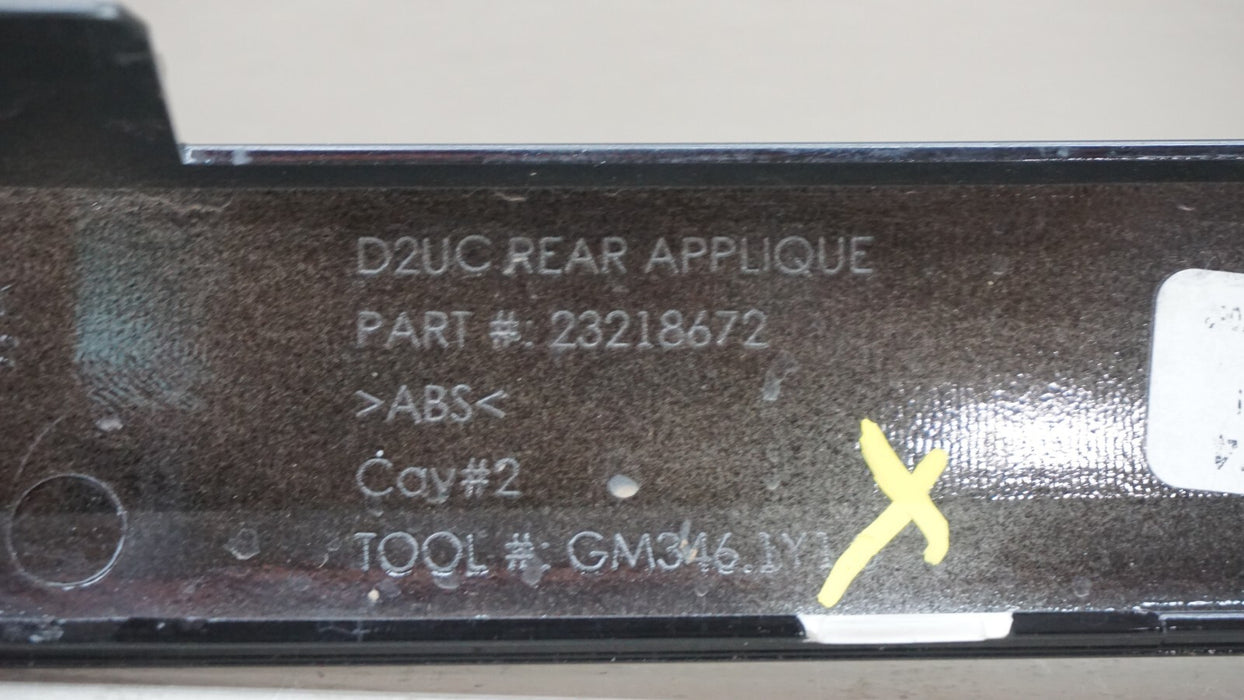 D2UC REAR APPLIQUE
PART #: 23218672
>ABS<
Cay#2
TOOL #: GM346.1Y1